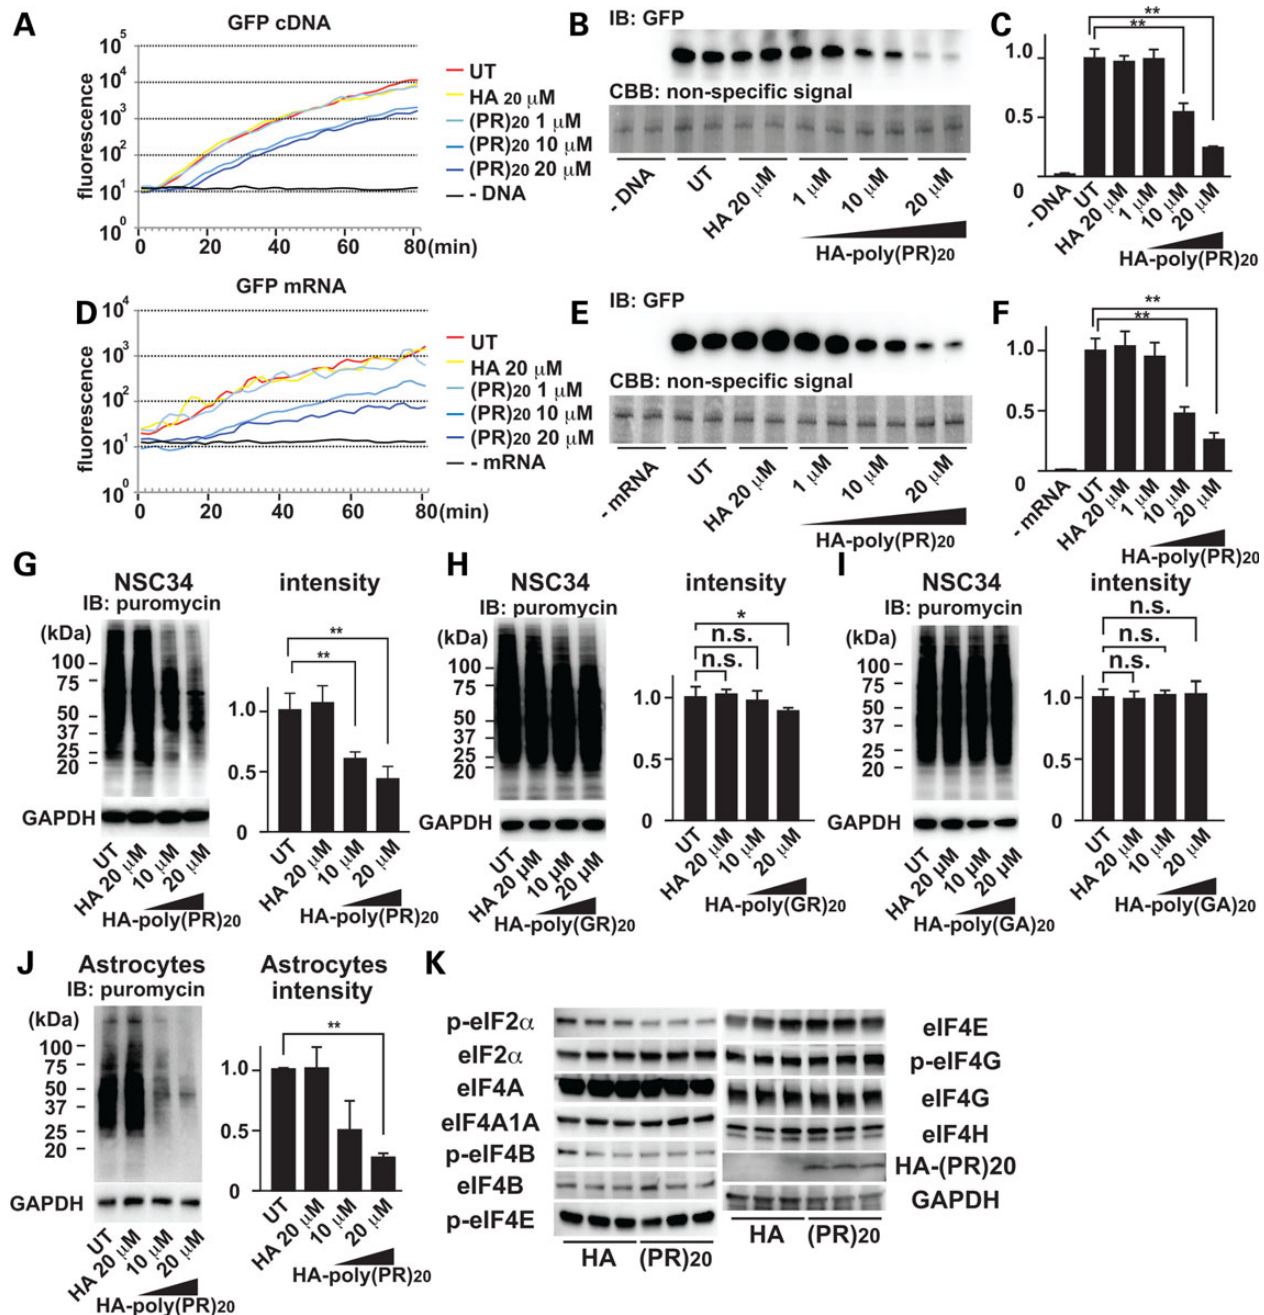 A
GFP cDNA
fluorescence
10^5
10^4
10^3
10^2
10^1
10^0
0
20
40
60
80(min)
UT
HA 20 μM
(PR)20 1 μM
(PR)20 10 μM
(PR)20 20 μM
- DNA
B
IB: GFP
CBB: non-specific signal
- DNA
UT
HA 20 μM
1 μM
10 μM
20 μM
HA-poly(PR)20
C
**
**
1.0
0.5
0
- DNA
UT
HA 20 μM
1 μM
10 μM
20 μM
HA-poly(PR)20
D
GFP mRNA
fluorescence
10^4
10^3
10^2
10^1
10^0
0
20
40
60
80(min)
UT
HA 20 μM
(PR)20 1 μM
(PR)20 10 μM
(PR)20 20 μM
- mRNA
E
IB: GFP
CBB: non-specific signal
- mRNA
UT
HA 20 μM
1 μM
10 μM
20 μM
HA-poly(PR)20
F
**
**
1.0
0.5
0
- mRNA
UT
HA 20 μM
1 μM
10 μM
20 μM
HA-poly(PR)20
G
NSC34
IB: puromycin
(kDa)
100
75
50
37
25
20
GAPDH
UT
HA 20 μM
10 μM
20 μM
HA-poly(PR)20
intensity
**
**
1.0
0.5
0
UT
HA 20 μM
10 μM
20 μM
HA-poly(PR)20
H
NSC34
IB: puromycin
(kDa)
100
75
50
37
25
20
GAPDH
UT
HA 20 μM
10 μM
20 μM
HA-poly(GR)20
intensity
*
n.s.
n.s.
1.0
0.5
0
UT
HA 20 μM
10 μM
20 μM
HA-poly(GR)20
I
NSC34
IB: puromycin
(kDa)
100
75
50
37
25
20
GAPDH
UT
HA 20 μM
10 μM
20 μM
HA-poly(GA)20
intensity
n.s.
n.s.
n.s.
1.0
0.5
0
UT
HA 20 μM
10 μM
20 μM
HA-poly(GA)20
J
Astrocytes
IB: puromycin
(kDa)
100
75
50
37
25
20
GAPDH
UT
HA 20 μM
10 μM
20 μM
HA-poly(PR)20
Astrocytes
intensity
**
1.0
0.5
0
UT
HA 20 μM
10 μM
20 μM
HA-poly(PR)20
K
p-eIF2α
eIF2α
eIF4A
eIF4A1A
p-eIF4B
eIF4B
p-eIF4E
HA
(PR)20
eIF4E
p-eIF4G
eIF4G
eIF4H
HA-(PR)20
GAPDH
HA
(PR)20